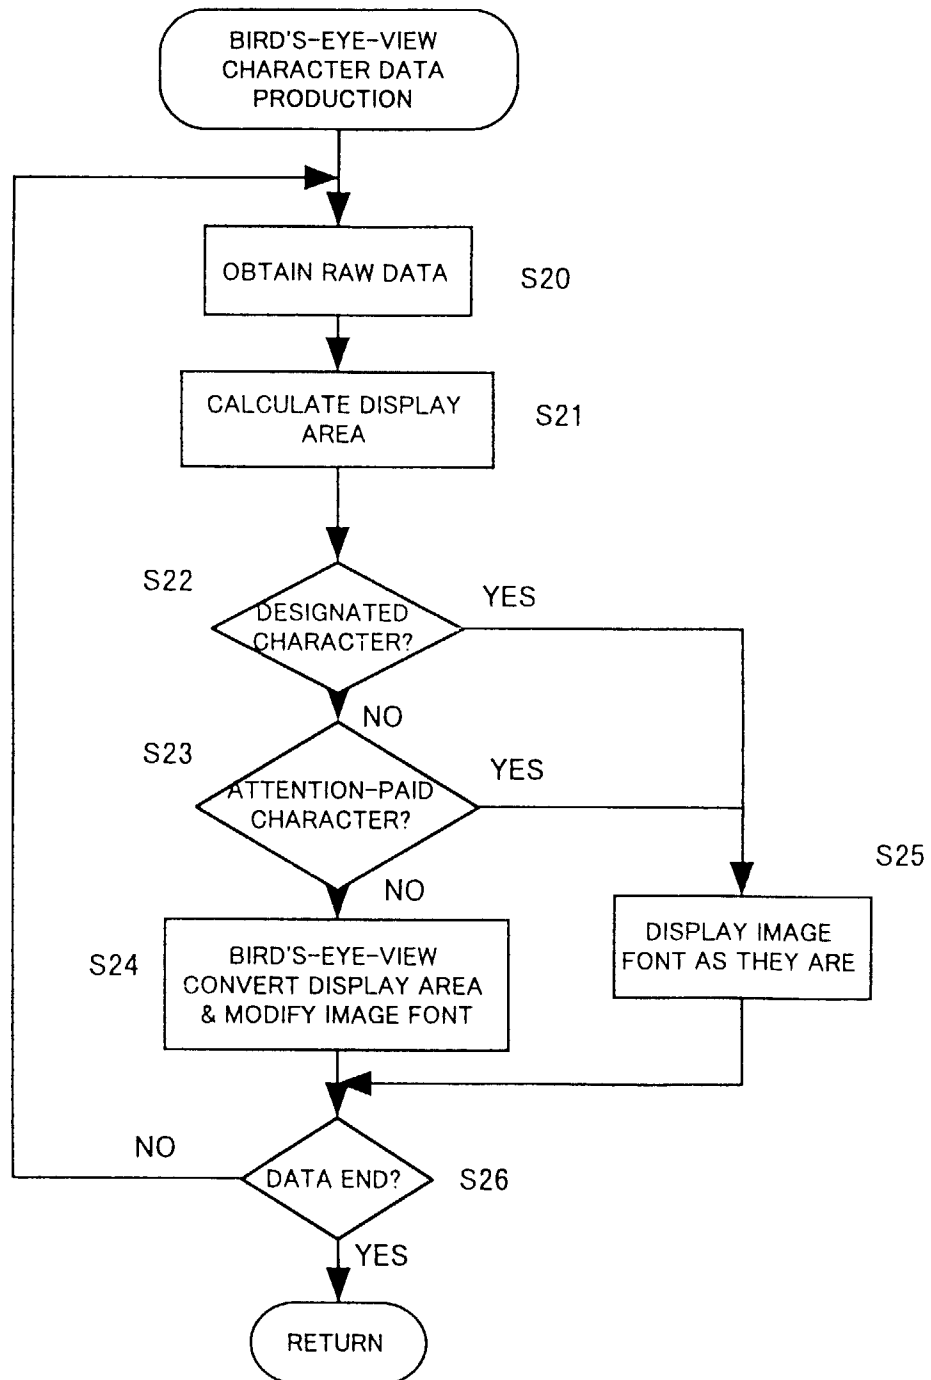 BIRD'S-EYE-VIEW
CHARACTER DATA
PRODUCTION
OBTAIN RAW DATA
S20
CALCULATE DISPLAY
AREA
S21
S22
DESIGNATED
CHARACTER?
YES
NO
S23
ATTENTION-PAID
CHARACTER?
YES
NO
S25
DISPLAY IMAGE
FONT AS THEY ARE
S24
BIRD'S-EYE-VIEW
CONVERT DISPLAY AREA
& MODIFY IMAGE FONT
NO
DATA END?
S26
YES
RETURN